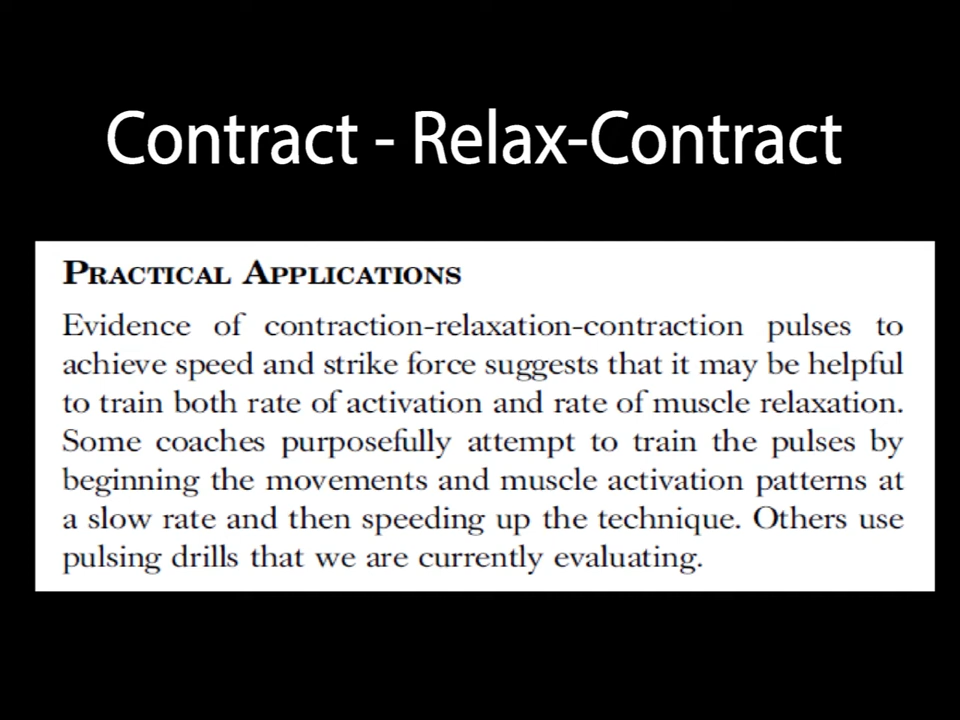 Contract - Relax-Contract
PRACTICAL APPLICATIONS
Evidence of contraction-relaxation-contraction pulses to
achieve speed and strike force suggests that it may be helpful
to train both rate of activation and rate of muscle relaxation.
Some coaches purposefully attempt to train the pulses by
beginning the movements and muscle activation patterns at
a slow rate and then speeding up the technique. Others use
pulsing drills that we are currently evaluating.